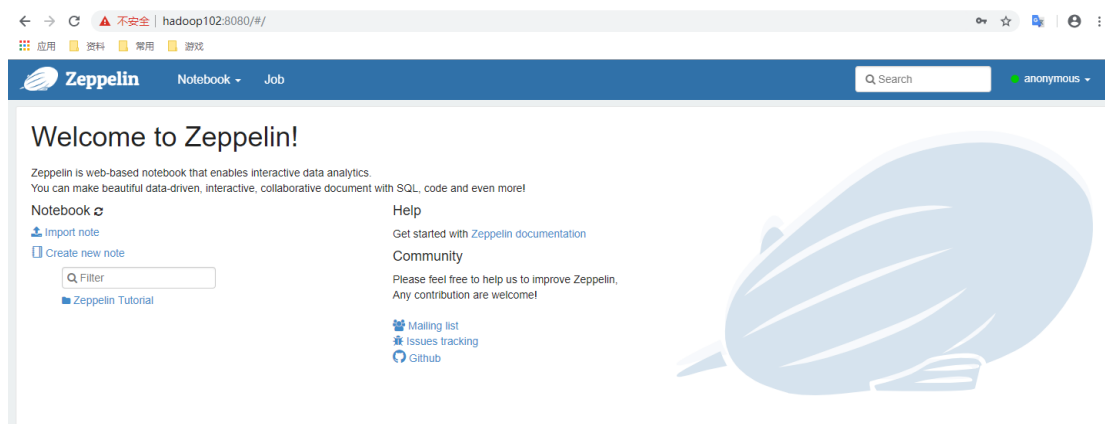 不安全 | hadoop102:8080/#/
应用 资料 常用 游戏
Zeppelin Notebook Job Search anonymous
Welcome to Zeppelin!
Zeppelin is web-based notebook that enables interactive data analytics.
You can make beautiful data-driven, interactive, collaborative document with SQL, code and even more!
Notebook
Import note
Create new note
Filter
Zeppelin Tutorial
Help
Get started with Zeppelin documentation
Community
Please feel free to help us to improve Zeppelin,
Any contribution are welcome!
Mailing list
Issues tracking
Github